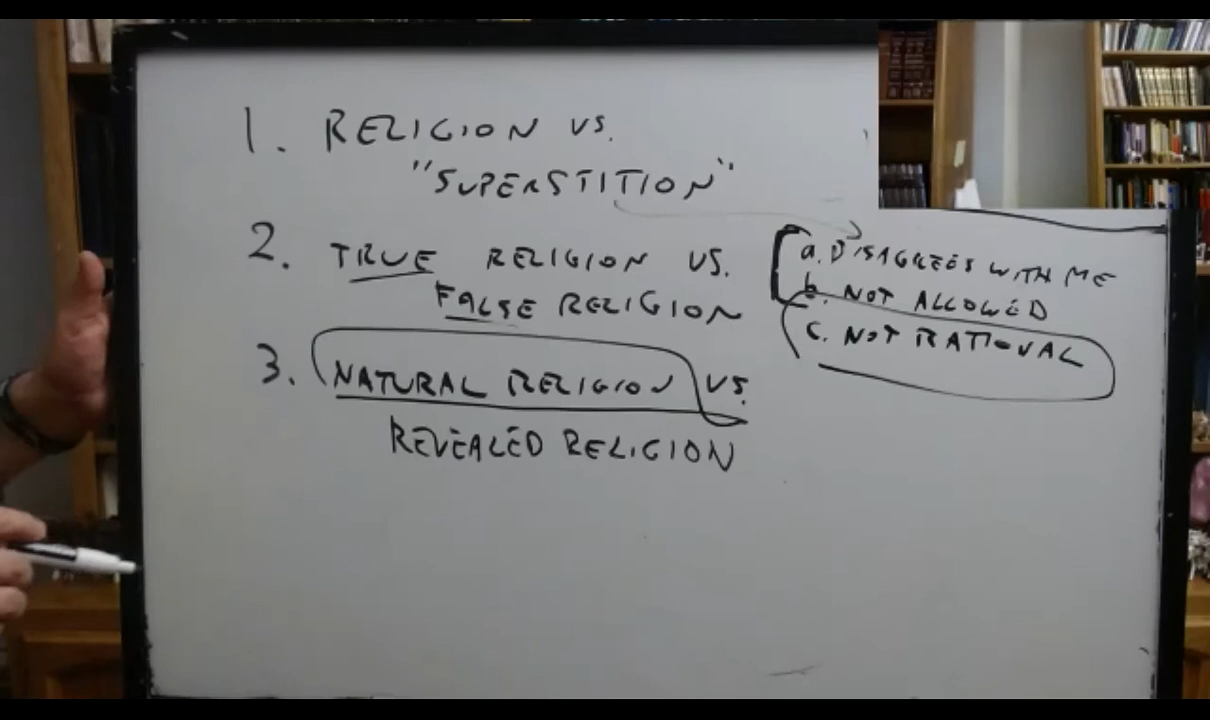 1. RELIGION VS.
"SUPERSTITION"
2. TRUE RELIGION VS.
FALSE RELIGION
3. NATURAL RELIGION VS.
REVEALED RELIGION
a. DISAGREES WITH ME
b. NOT ALLOWED
c. NOT RATIONAL